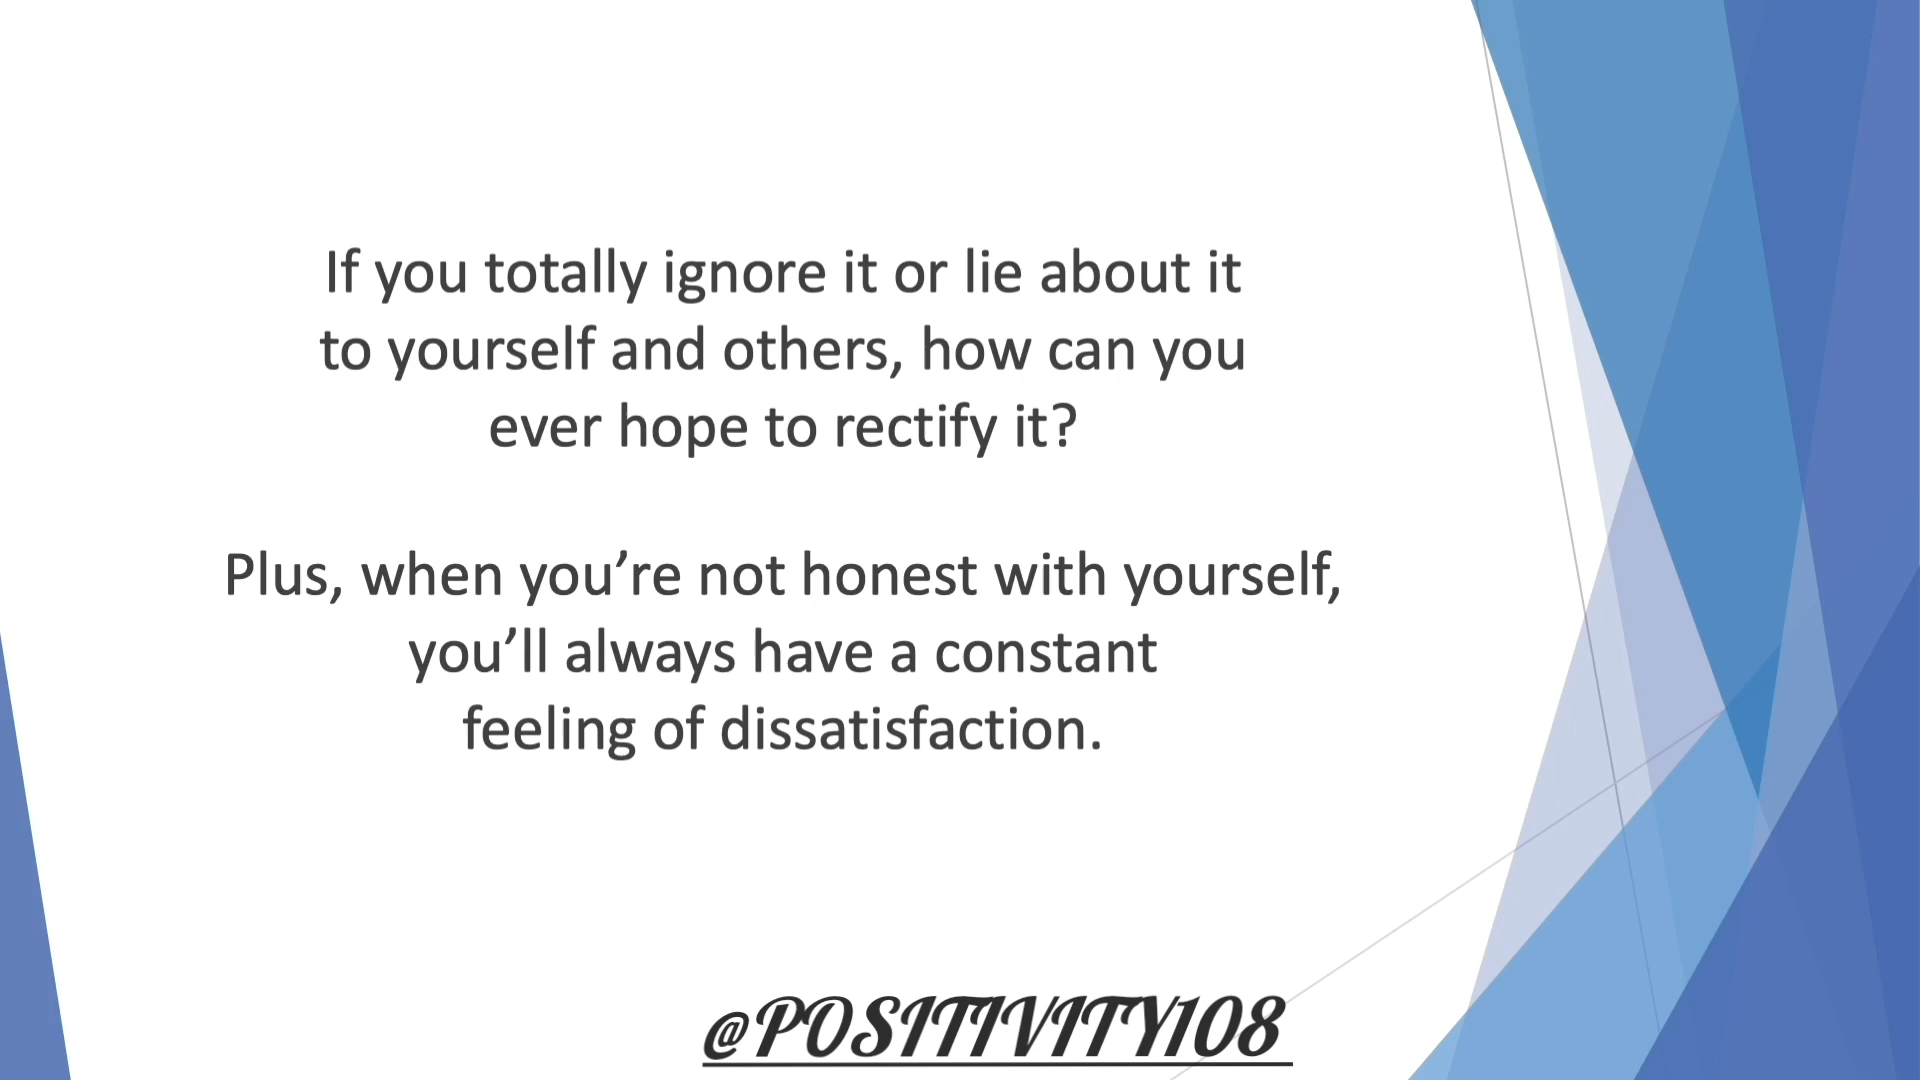 If you totally ignore it or lie about it
to yourself and others, how can you
ever hope to rectify it?
Plus, when you’re not honest with yourself,
you’ll always have a constant
feeling of dissatisfaction.
@POSITIVITY108